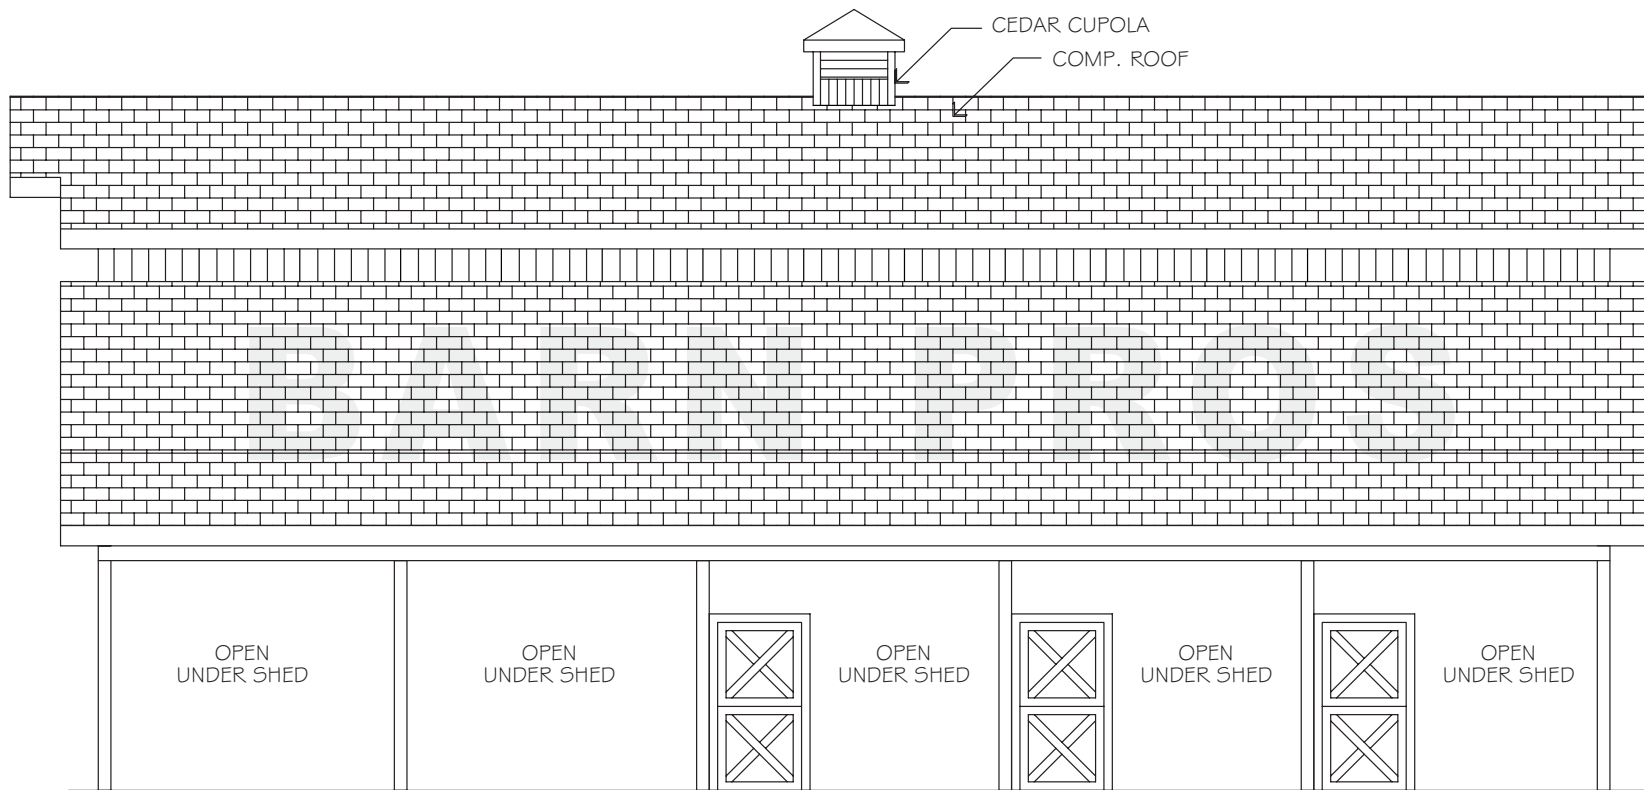 CEDAR CUPOLA
COMP. ROOF
BARN PROS
OPEN
UNDER SHED
OPEN
UNDER SHED
OPEN
UNDER SHED
OPEN
UNDER SHED
OPEN
UNDER SHED